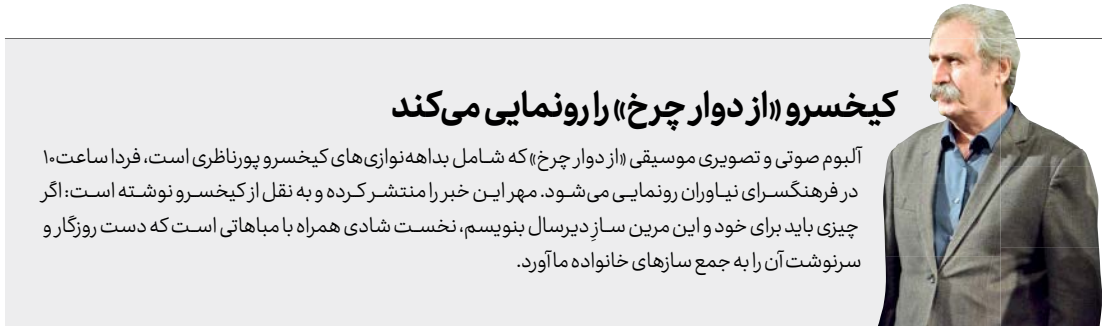 کیخسرو «از دوار چرخ» را رونمایی می‌کند
آلبوم صوتی و تصویری موسیقی «از دوار چرخ» که شامل بداهه‌نوازی‌های کیخسرو پورناظری است، فردا ساعت۱۰
در فرهنگسرای نیاوران رونمایی می‌شود. مهر این خبر را منتشر کرده و به نقل از کیخسرو نوشته است: اگر
چیزی باید برای خود و این مرین سازِ دیرسال بنویسم، نخست شادی همراه با مباهاتی است که دست روزگار و
سرنوشت آن را به جمع سازهای خانواده ما آورد.